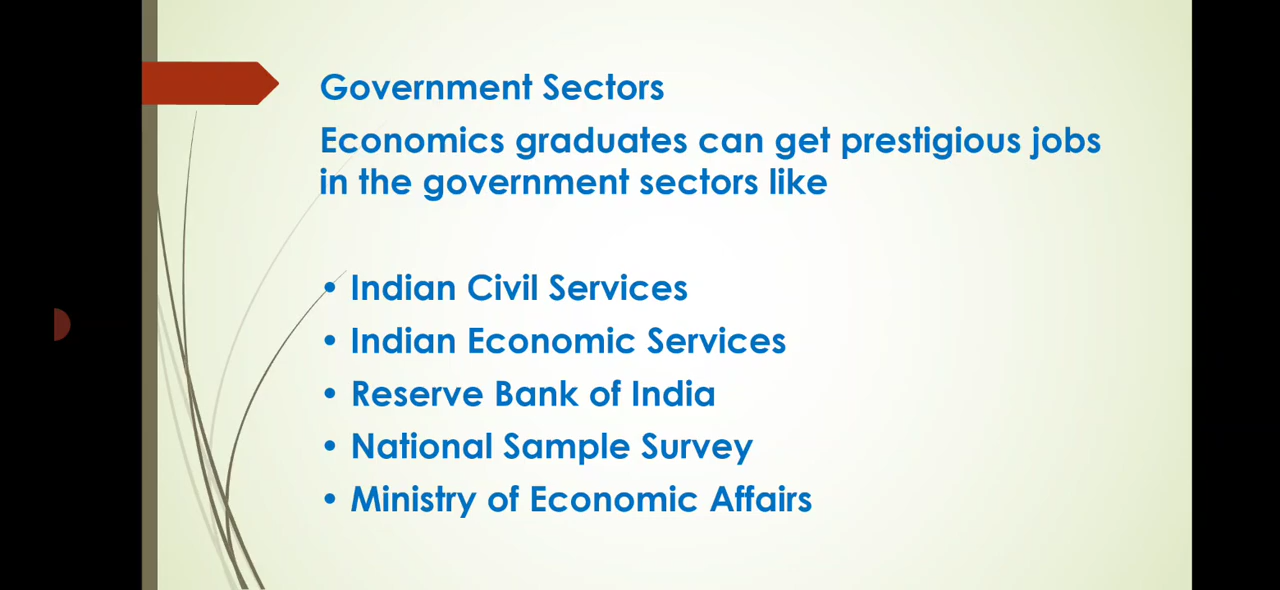 Government Sectors
Economics graduates can get prestigious jobs
in the government sectors like
• Indian Civil Services
• Indian Economic Services
• Reserve Bank of India
• National Sample Survey
• Ministry of Economic Affairs